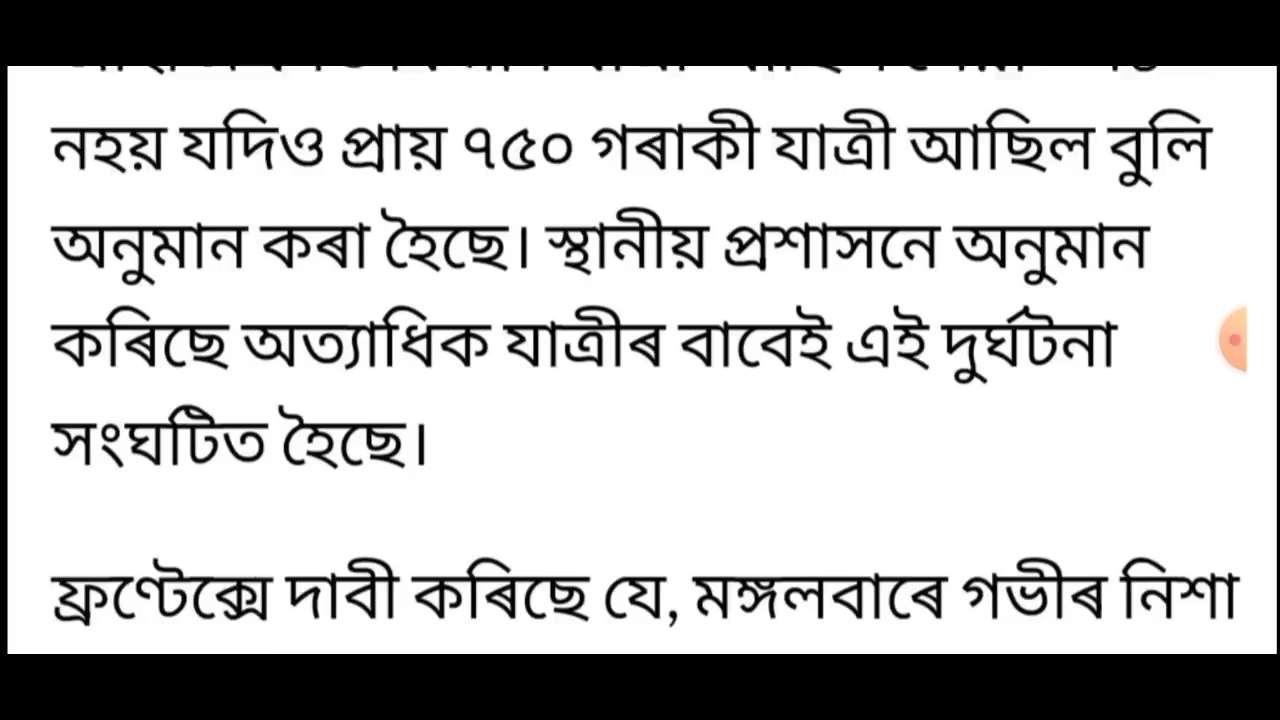 নহয় যদিও প্ৰায় ৭৫০ গৰাকী যাত্ৰী আছিল বুলি
অনুমান কৰা হৈছে। স্থানীয় প্ৰশাসনে অনুমান
কৰিছে অত্যাধিক যাত্ৰীৰ বাবেই এই দুৰ্ঘটনা
সংঘটিত হৈছে।
ফ্ৰণ্টেক্সে দাবী কৰিছে যে, মঙ্গলবাৰে গভীৰ নিশা